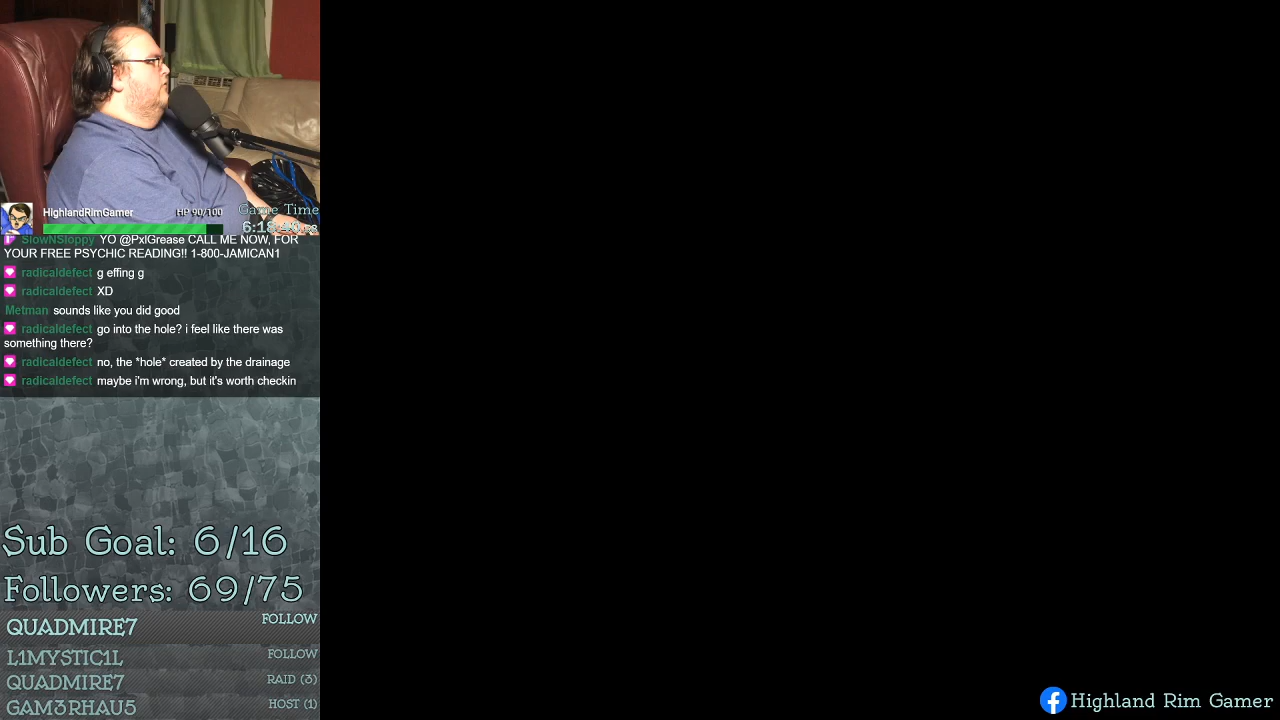 HighlandRimGamer HP 90/100 Game Time
SlowNSloppy YO @PxlGrease CALL ME NOW, FOR
YOUR FREE PSYCHIC READING!! 1-800-JAMICAN1
radicaldefect g effing g
radicaldefect XD
Metman sounds like you did good
radicaldefect go into the hole? i feel like there was
something there?
radicaldefect no, the *hole* created by the drainage
radicaldefect maybe i'm wrong, but it's worth checkin
Sub Goal: 6/16
Followers: 69/75
QUADMIRE7 FOLLOW
L1MYSTIC1L FOLLOW
QUADMIRE7 RAID (3)
GAM3RHAU5 HOST (1)
Highland Rim Gamer